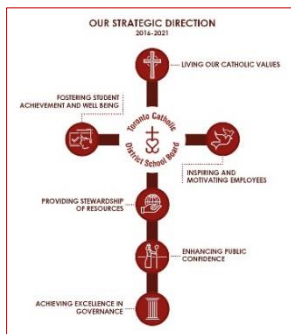 OUR STRATEGIC DIRECTION
2016-2021
LIVING OUR CATHOLIC VALUES
FOSTERING STUDENT
ACHIEVEMENT AND WELL BEING
Toronto Catholic
District School Board
INSPIRING AND
MOTIVATING EMPLOYEES
PROVIDING STEWARDSHIP
OF RESOURCES
ENHANCING PUBLIC
CONFIDENCE
ACHIEVING EXCELLENCE IN
GOVERNANCE